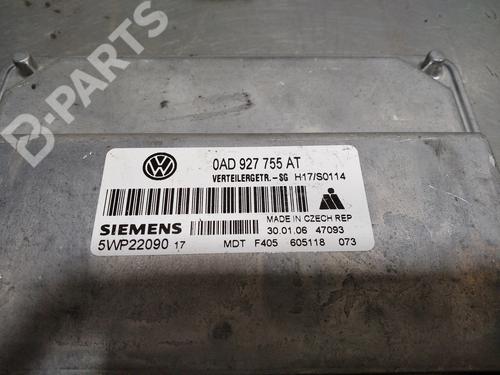 B-PARTS
0AD 927 755 AT
VERTEILERGETR.-SG H17/S0114
SIEMENS
MADE IN CZECH REP
30.01.06 47093
5WP22090 17
MDT F405 605118 073
B-PARTS